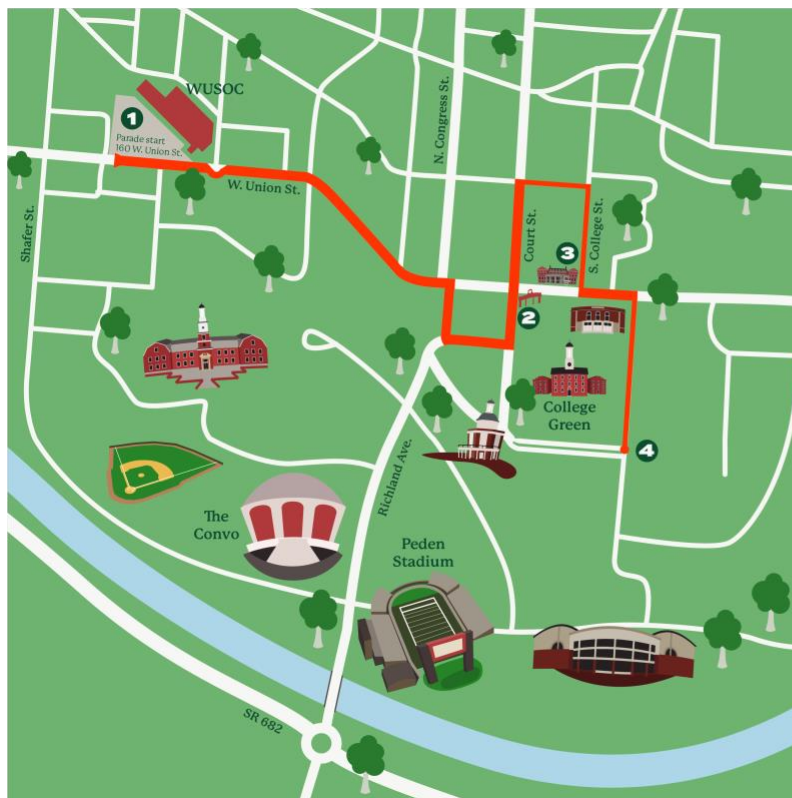 WUSOC
1
Parade start
160 W. Union St.
W. Union St.
Shafer St.
N. Congress St.
Court St.
S. College St.
3
2
College
Green
4
Richland Ave.
The
Convo
Peden
Stadium
SR 682